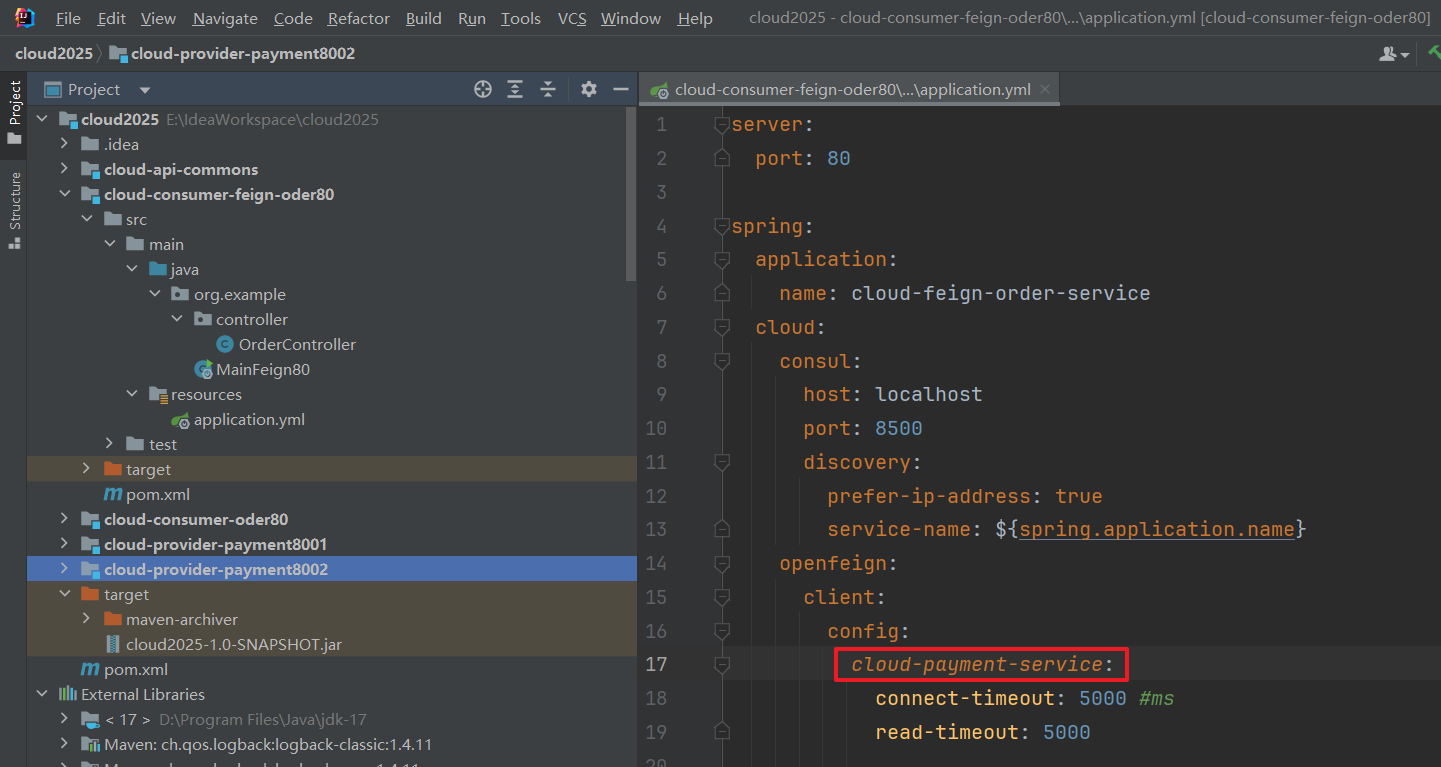 File Edit View Navigate Code Refactor Build Run Tools VCS Window Help cloud2025 - cloud-consumer-feign-oder80\...\application.yml [cloud-consumer-feign-oder80]
cloud2025 cloud-provider-payment8002
Project
Structure
Project
cloud2025 E:\IdeaWorkspace\cloud2025
.idea
cloud-api-commons
cloud-consumer-feign-oder80
src
main
java
org.example
controller
OrderController
MainFeign80
resources
application.yml
test
target
pom.xml
cloud-consumer-oder80
cloud-provider-payment8001
cloud-provider-payment8002
target
maven-archiver
cloud2025-1.0-SNAPSHOT.jar
pom.xml
External Libraries
< 17 > D:\Program Files\Java\jdk-17
Maven: ch.qos.logback:logback-classic:1.4.11
cloud-consumer-feign-oder80\...\application.yml
1 server:
2 port: 80
3
4 spring:
5 application:
6 name: cloud-feign-order-service
7 cloud:
8 consul:
9 host: localhost
10 port: 8500
11 discovery:
12 prefer-ip-address: true
13 service-name: ${spring.application.name}
14 openfeign:
15 client:
16 config:
17 cloud-payment-service:
18 connect-timeout: 5000 #ms
19 read-timeout: 5000
20